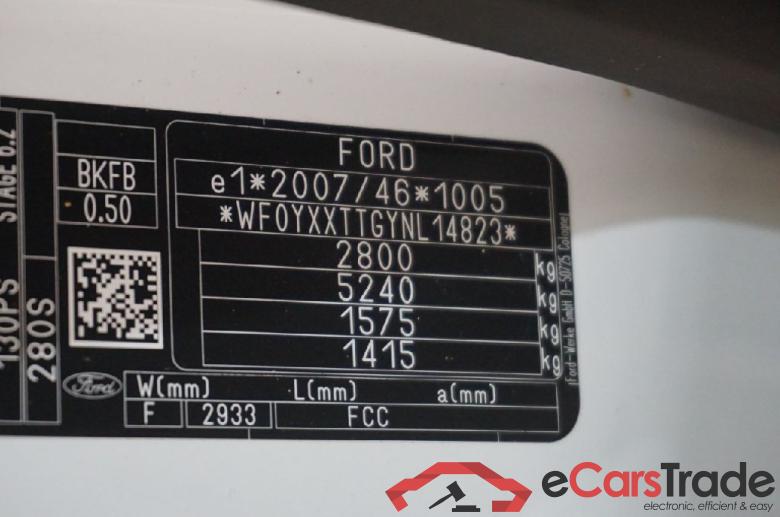 STAGE 6.2
130PS
280S
BKFB
0.50
FORD
e1*2007/46*1005
*WF0YXXTTGYNL14823*
2800 kg
5240 kg
1575 kg
1415 kg
Ford-Werke GmbH D-50725 Cologne
Ford
W(mm) L(mm) a(mm)
F 2933 FCC
eCarsTrade
electronic, efficient & easy